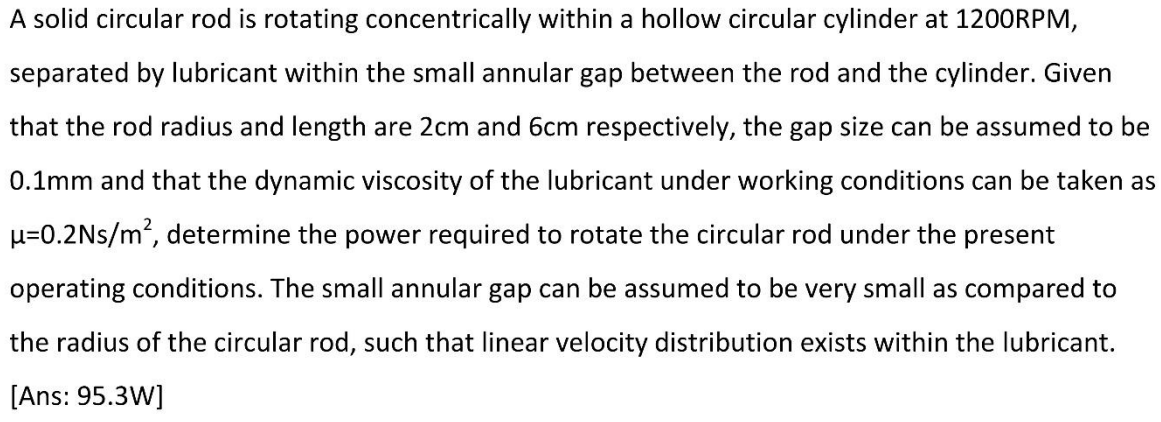 A solid circular rod is rotating concentrically within a hollow circular cylinder at 1200RPM,
separated by lubricant within the small annular gap between the rod and the cylinder. Given
that the rod radius and length are 2cm and 6cm respectively, the gap size can be assumed to be
0.1mm and that the dynamic viscosity of the lubricant under working conditions can be taken as
μ=0.2Ns/m², determine the power required to rotate the circular rod under the present
operating conditions. The small annular gap can be assumed to be very small as compared to
the radius of the circular rod, such that linear velocity distribution exists within the lubricant.
[Ans: 95.3W]